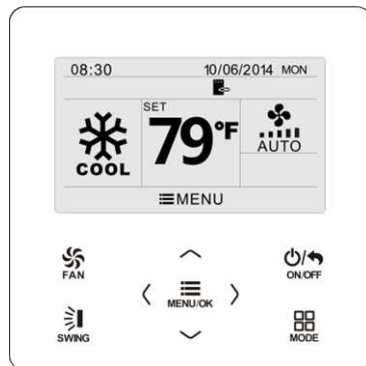 08:30 10/06/2014 MON
SET
79°F
COOL
AUTO
MENU
FAN
MENU/OK
ON/OFF
SWING
MODE